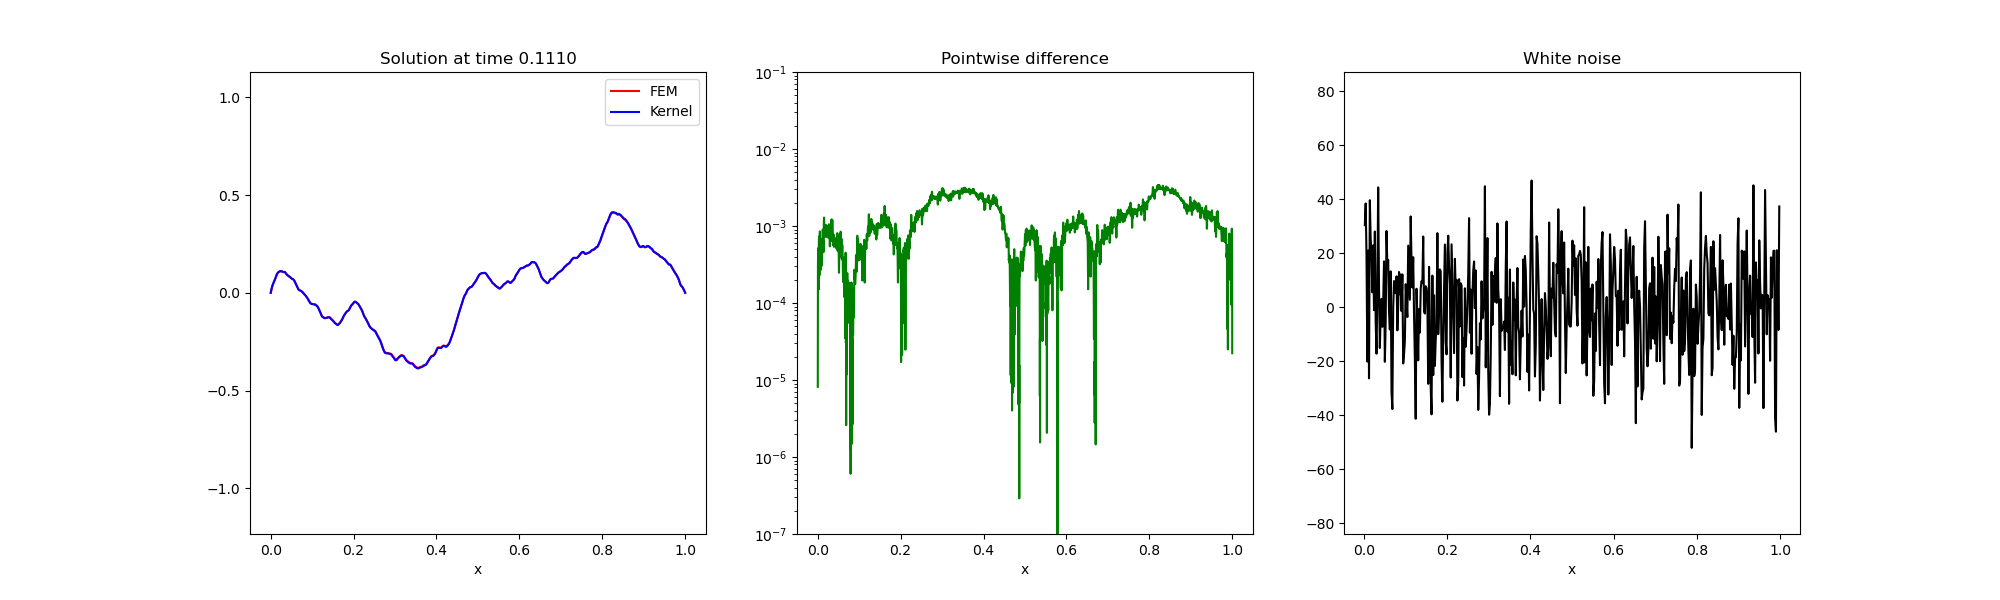 Solution at time 0.1110
FEM
Kernel
1.0
0.5
0.0
−0.5
−1.0
0.0 0.2 0.4 0.6 0.8 1.0
x
Pointwise difference
10⁻¹
10⁻²
10⁻³
10⁻⁴
10⁻⁵
10⁻⁶
10⁻⁷
0.0 0.2 0.4 0.6 0.8 1.0
x
White noise
80
60
40
20
0
−20
−40
−60
−80
0.0 0.2 0.4 0.6 0.8 1.0
x